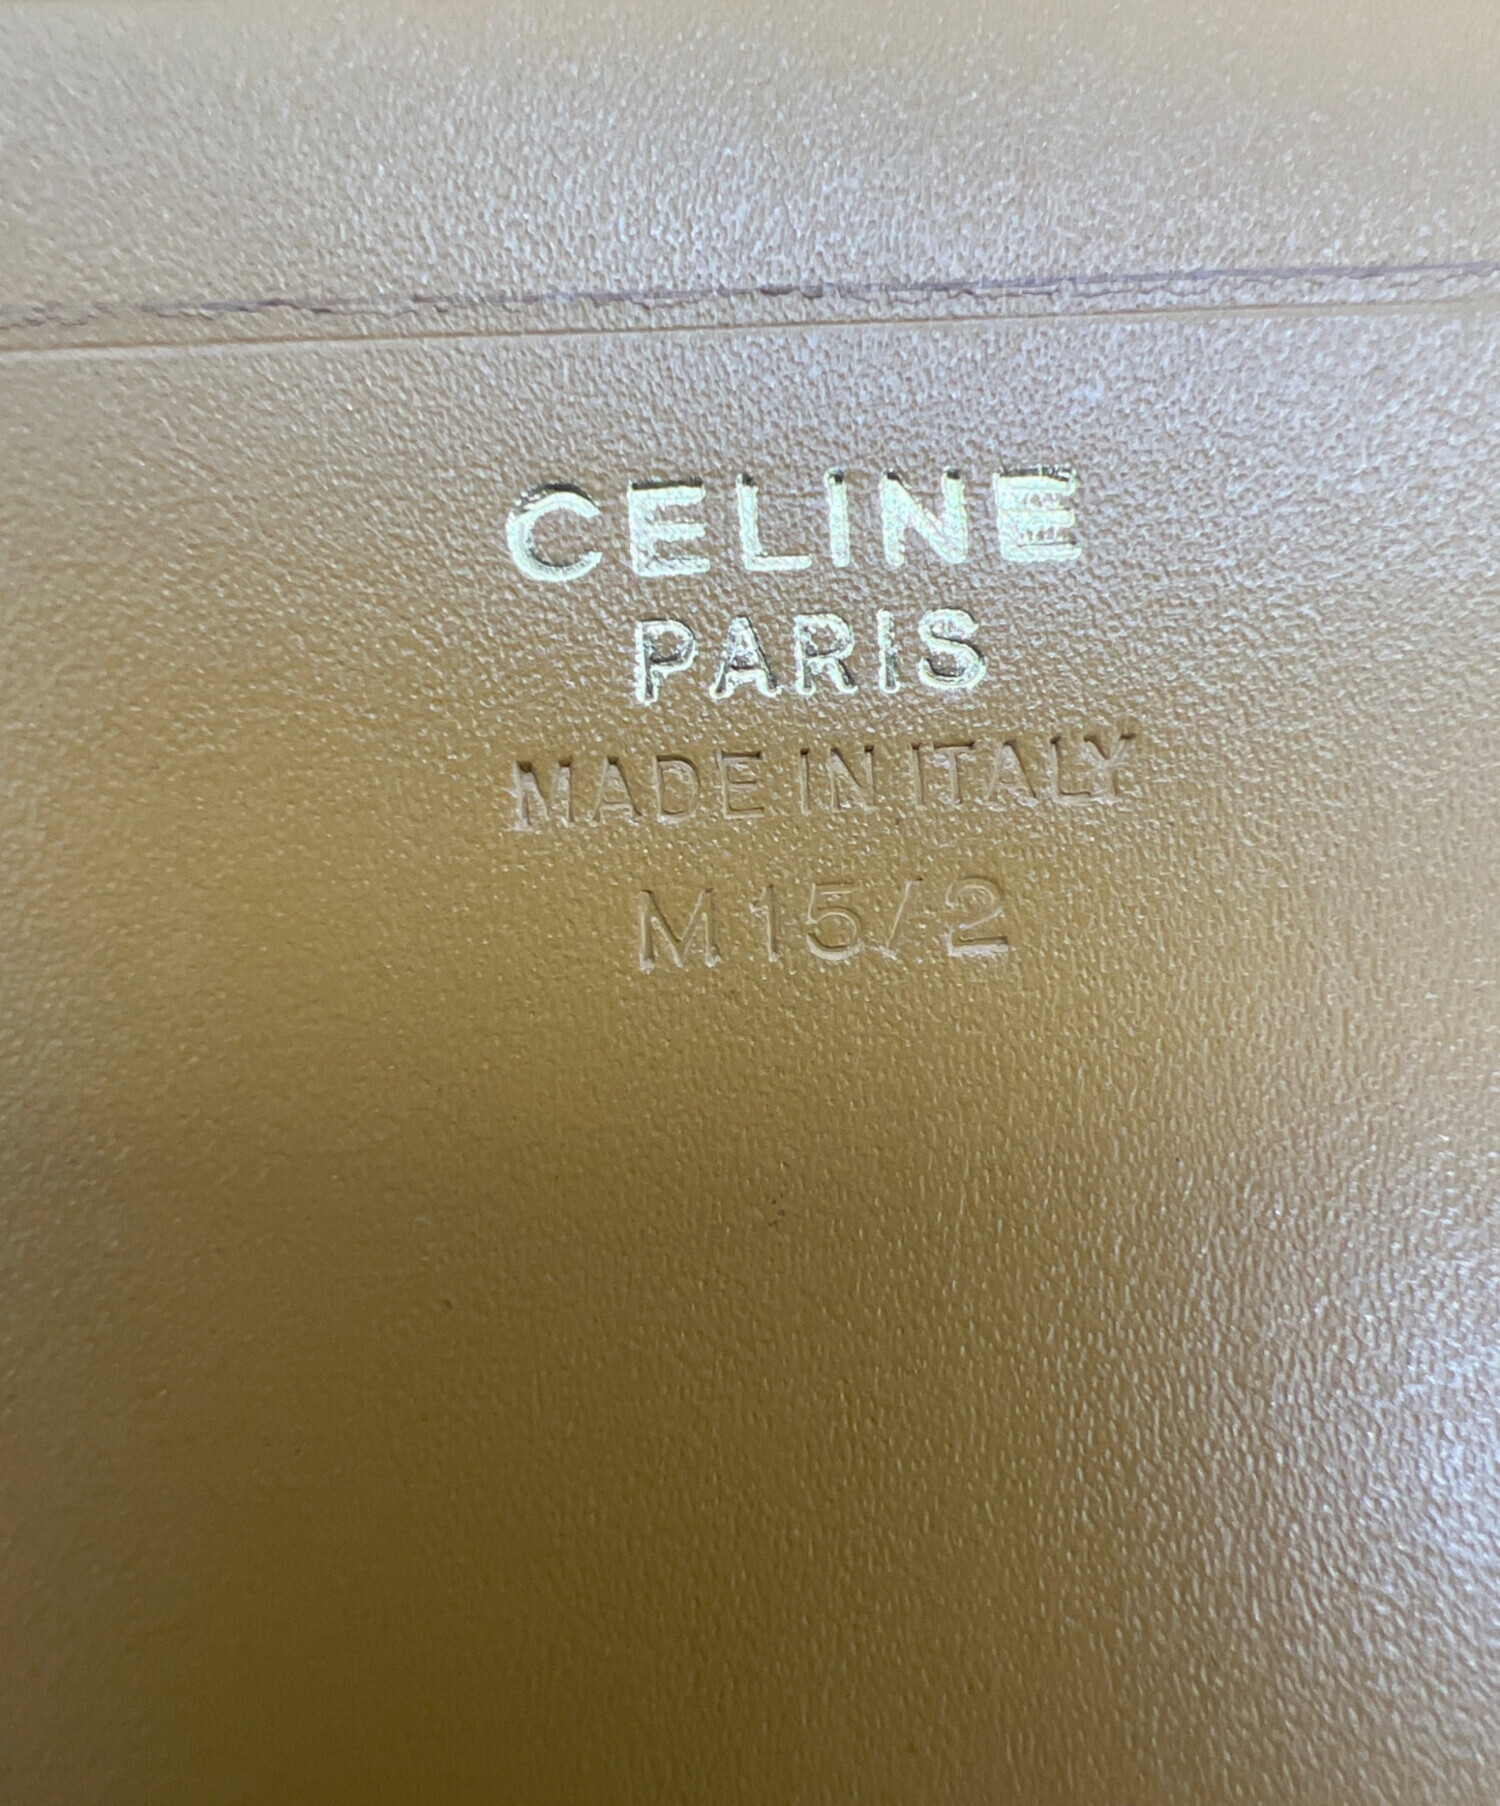 CELINE
PARIS
MADE IN ITALY
M15/2